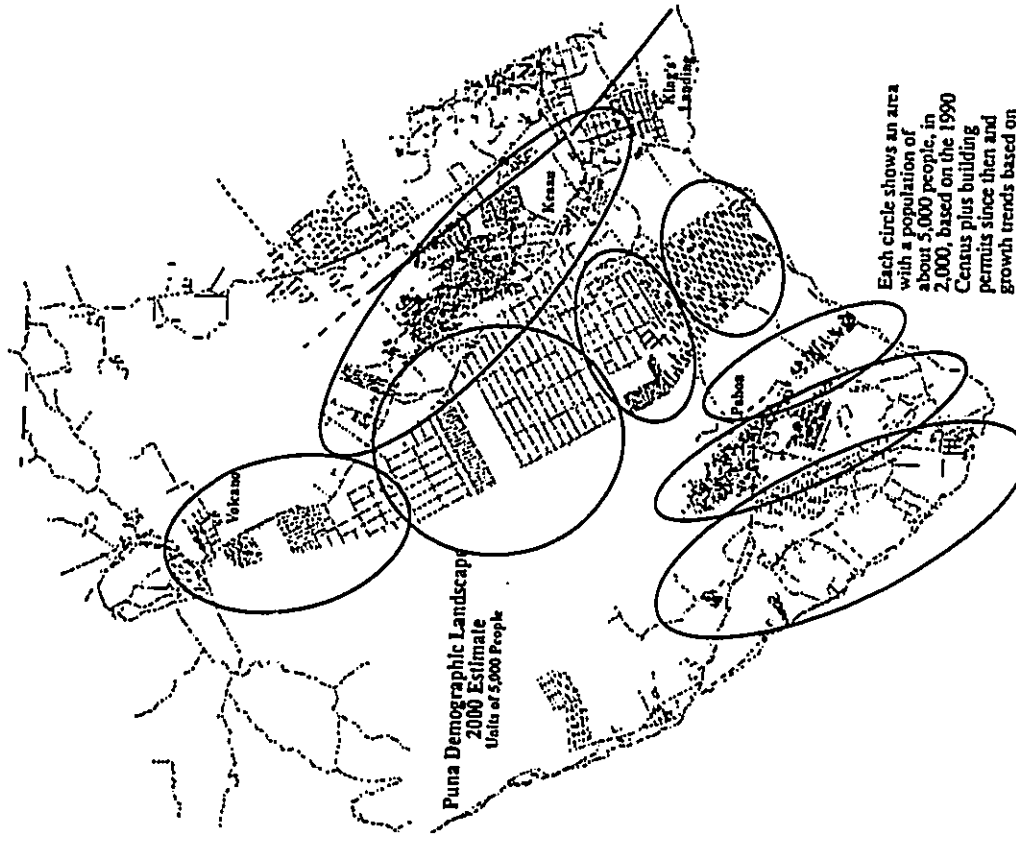 Puna Demographic Landscape
2000 Estimate
Units of 5,000 People
Volcano
Keaau
King's'
Landing
Pahoa
Each circle shows an area
with a population of
about 5,000 people, in
2,000, based on the 1990
Census plus building
permits since then and
growth trends based on